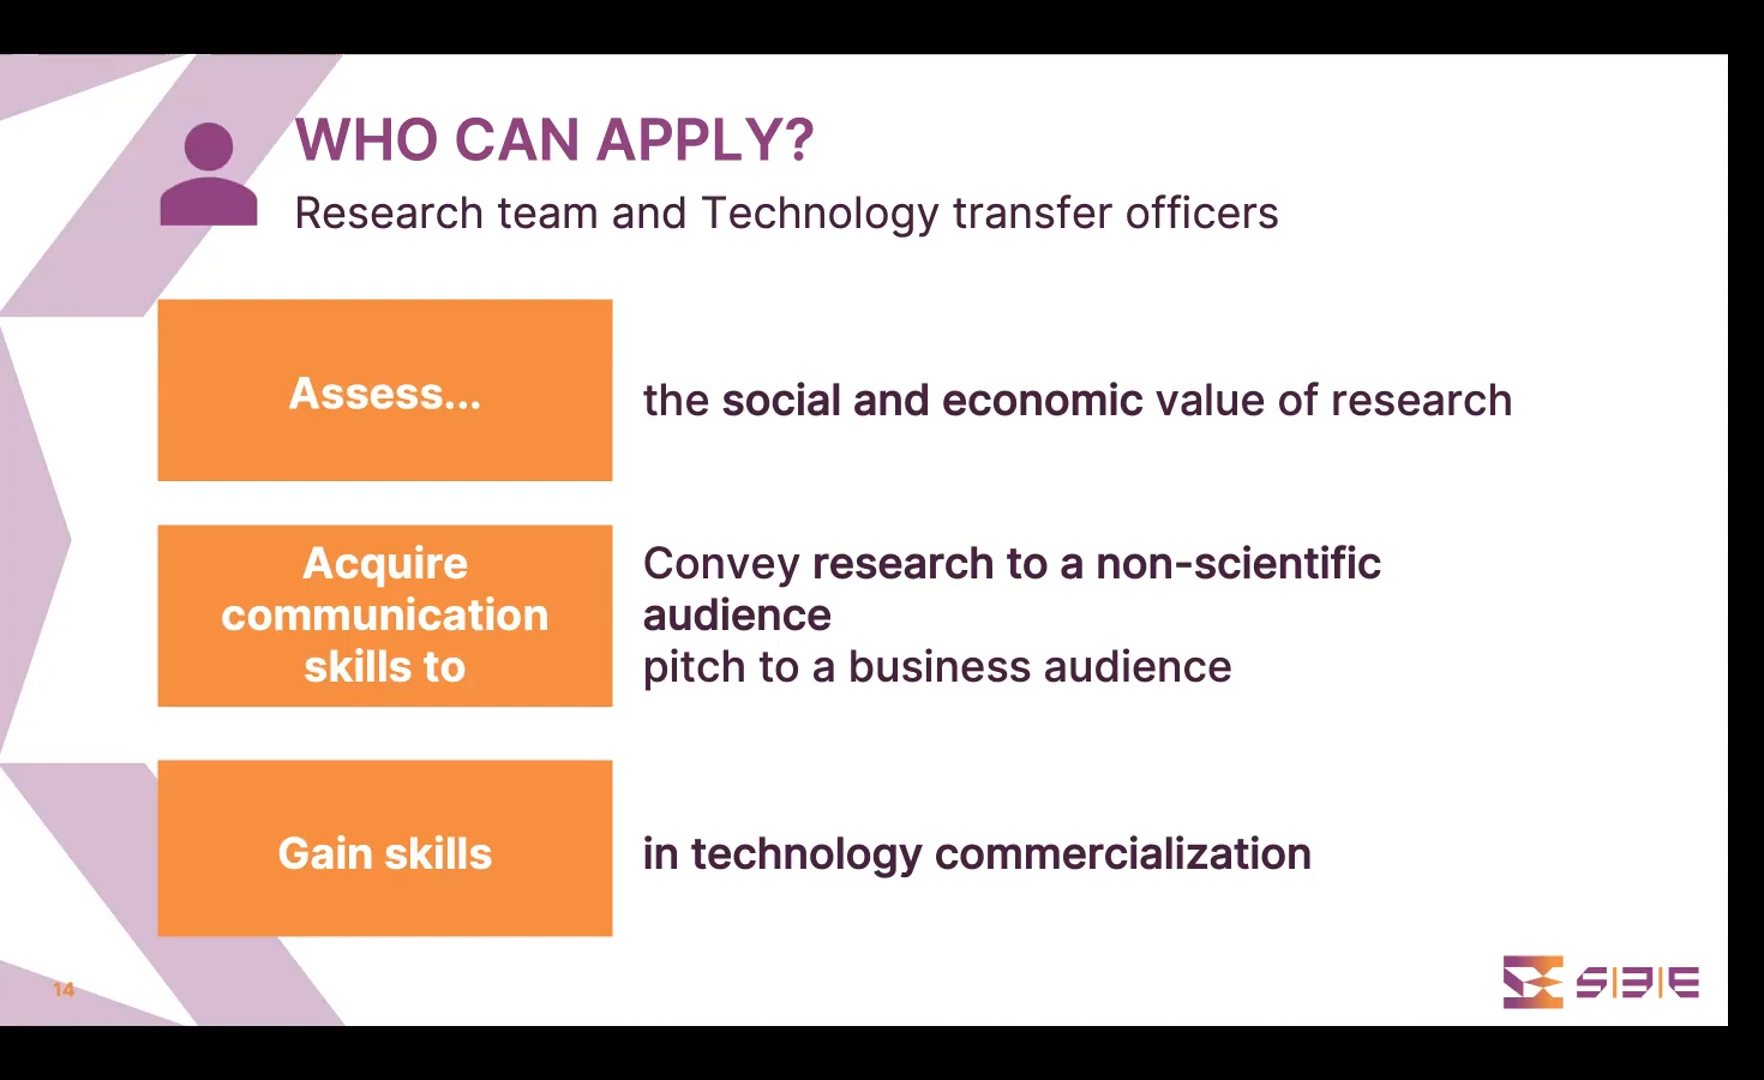 WHO CAN APPLY?
Research team and Technology transfer officers
Assess...
the social and economic value of research
Acquire
communication
skills to
Convey research to a non-scientific
audience
pitch to a business audience
Gain skills
in technology commercialization
14
S|B|E